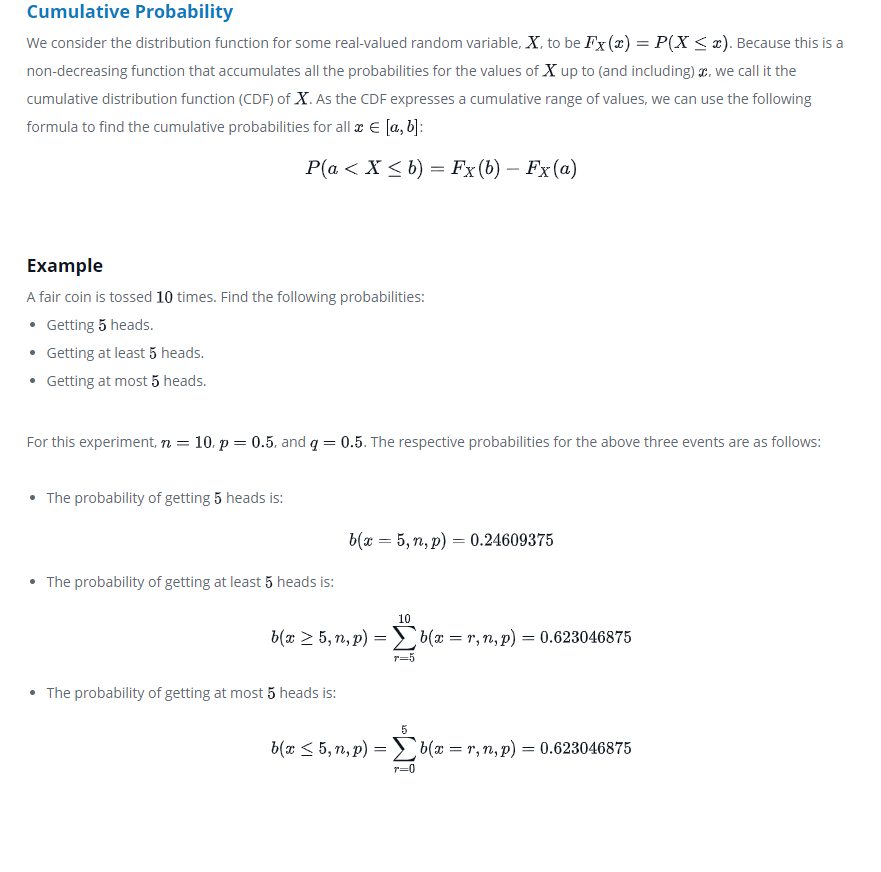 Cumulative Probability
We consider the distribution function for some real-valued random variable, X, to be F_X(x) = P(X ≤ x). Because this is a
non-decreasing function that accumulates all the probabilities for the values of X up to (and including) x, we call it the
cumulative distribution function (CDF) of X. As the CDF expresses a cumulative range of values, we can use the following
formula to find the cumulative probabilities for all x ∈ [a, b]:
P(a < X ≤ b) = F_X(b) − F_X(a)
Example
A fair coin is tossed 10 times. Find the following probabilities:
• Getting 5 heads.
• Getting at least 5 heads.
• Getting at most 5 heads.
For this experiment, n = 10, p = 0.5, and q = 0.5. The respective probabilities for the above three events are as follows:
• The probability of getting 5 heads is:
b(x = 5, n, p) = 0.24609375
• The probability of getting at least 5 heads is:
b(x ≥ 5, n, p) = ∑_{r=5}^{10} b(x = r, n, p) = 0.623046875
• The probability of getting at most 5 heads is:
b(x ≤ 5, n, p) = ∑_{r=0}^{5} b(x = r, n, p) = 0.623046875